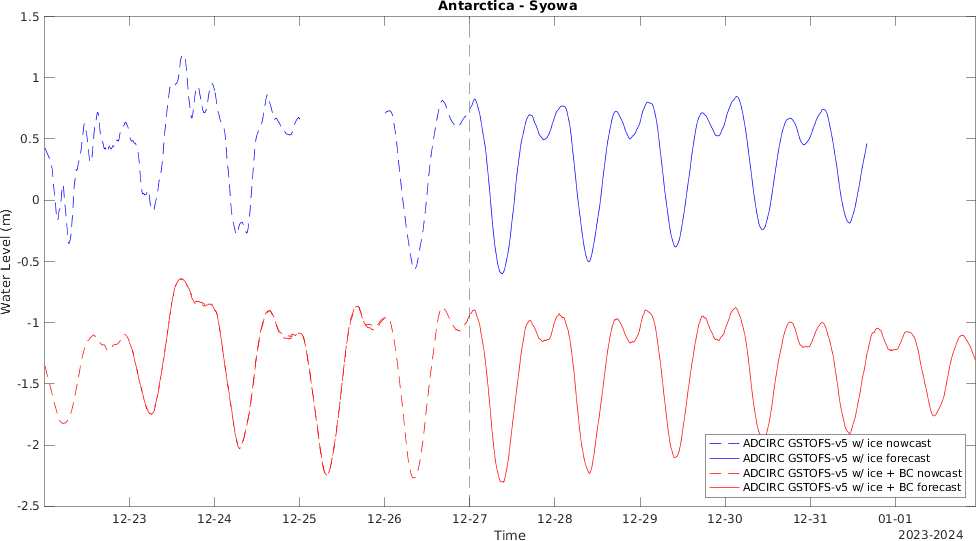 Antarctica - Syowa
Water Level (m)
1.5
1
0.5
0
-0.5
-1
-1.5
-2
-2.5
12-23
12-24
12-25
12-26
12-27
12-28
12-29
12-30
12-31
01-01
Time
2023-2024
ADCIRC GSTOFS-v5 w/ ice nowcast
ADCIRC GSTOFS-v5 w/ ice forecast
ADCIRC GSTOFS-v5 w/ ice + BC nowcast
ADCIRC GSTOFS-v5 w/ ice + BC forecast